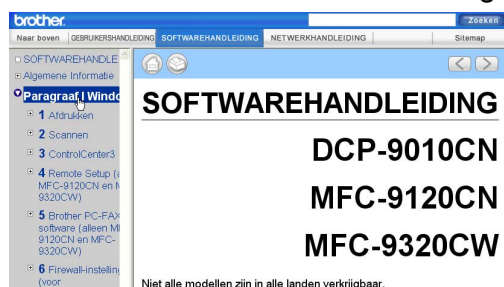 brother
Zoeken
Naar boven GEBRUIKERSHANDLEIDING SOFTWAREHANDLEIDING NETWERKHANDLEIDING Sitemap
SOFTWAREHANDLE
Algemene Informatie
Paragraaf I Windo
1 Afdrukken
2 Scannen
3 ControlCenter3
4 Remote Setup (a
MFC-9120CN en M
9320CW)
5 Brother PC-FAX
software (alleen MF
9120CN en MFC-
9320CW)
6 Firewall-instelling
(voor
SOFTWAREHANDLEIDING
DCP-9010CN
MFC-9120CN
MFC-9320CW
Niet alle modellen zijn in alle landen verkrijgbaar.